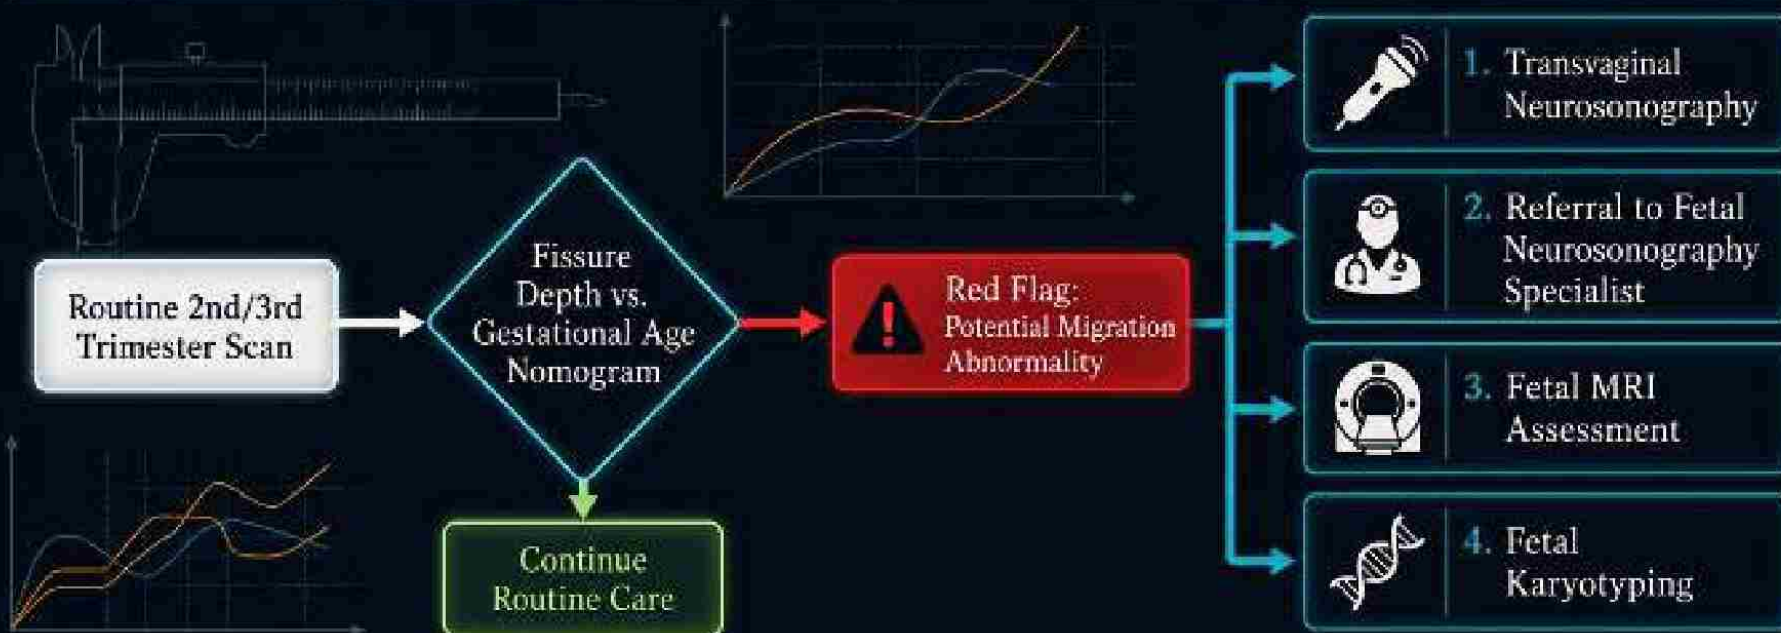 Routine 2nd/3rd
Trimester Scan
Fissure
Depth vs.
Gestational Age
Nomogram
Continue
Routine Care
Red Flag:
Potential Migration
Abnormality
1. Transvaginal
Neurosonography
2. Referral to Fetal
Neurosonography
Specialist
3. Fetal MRI
Assessment
4. Fetal
Karyotyping